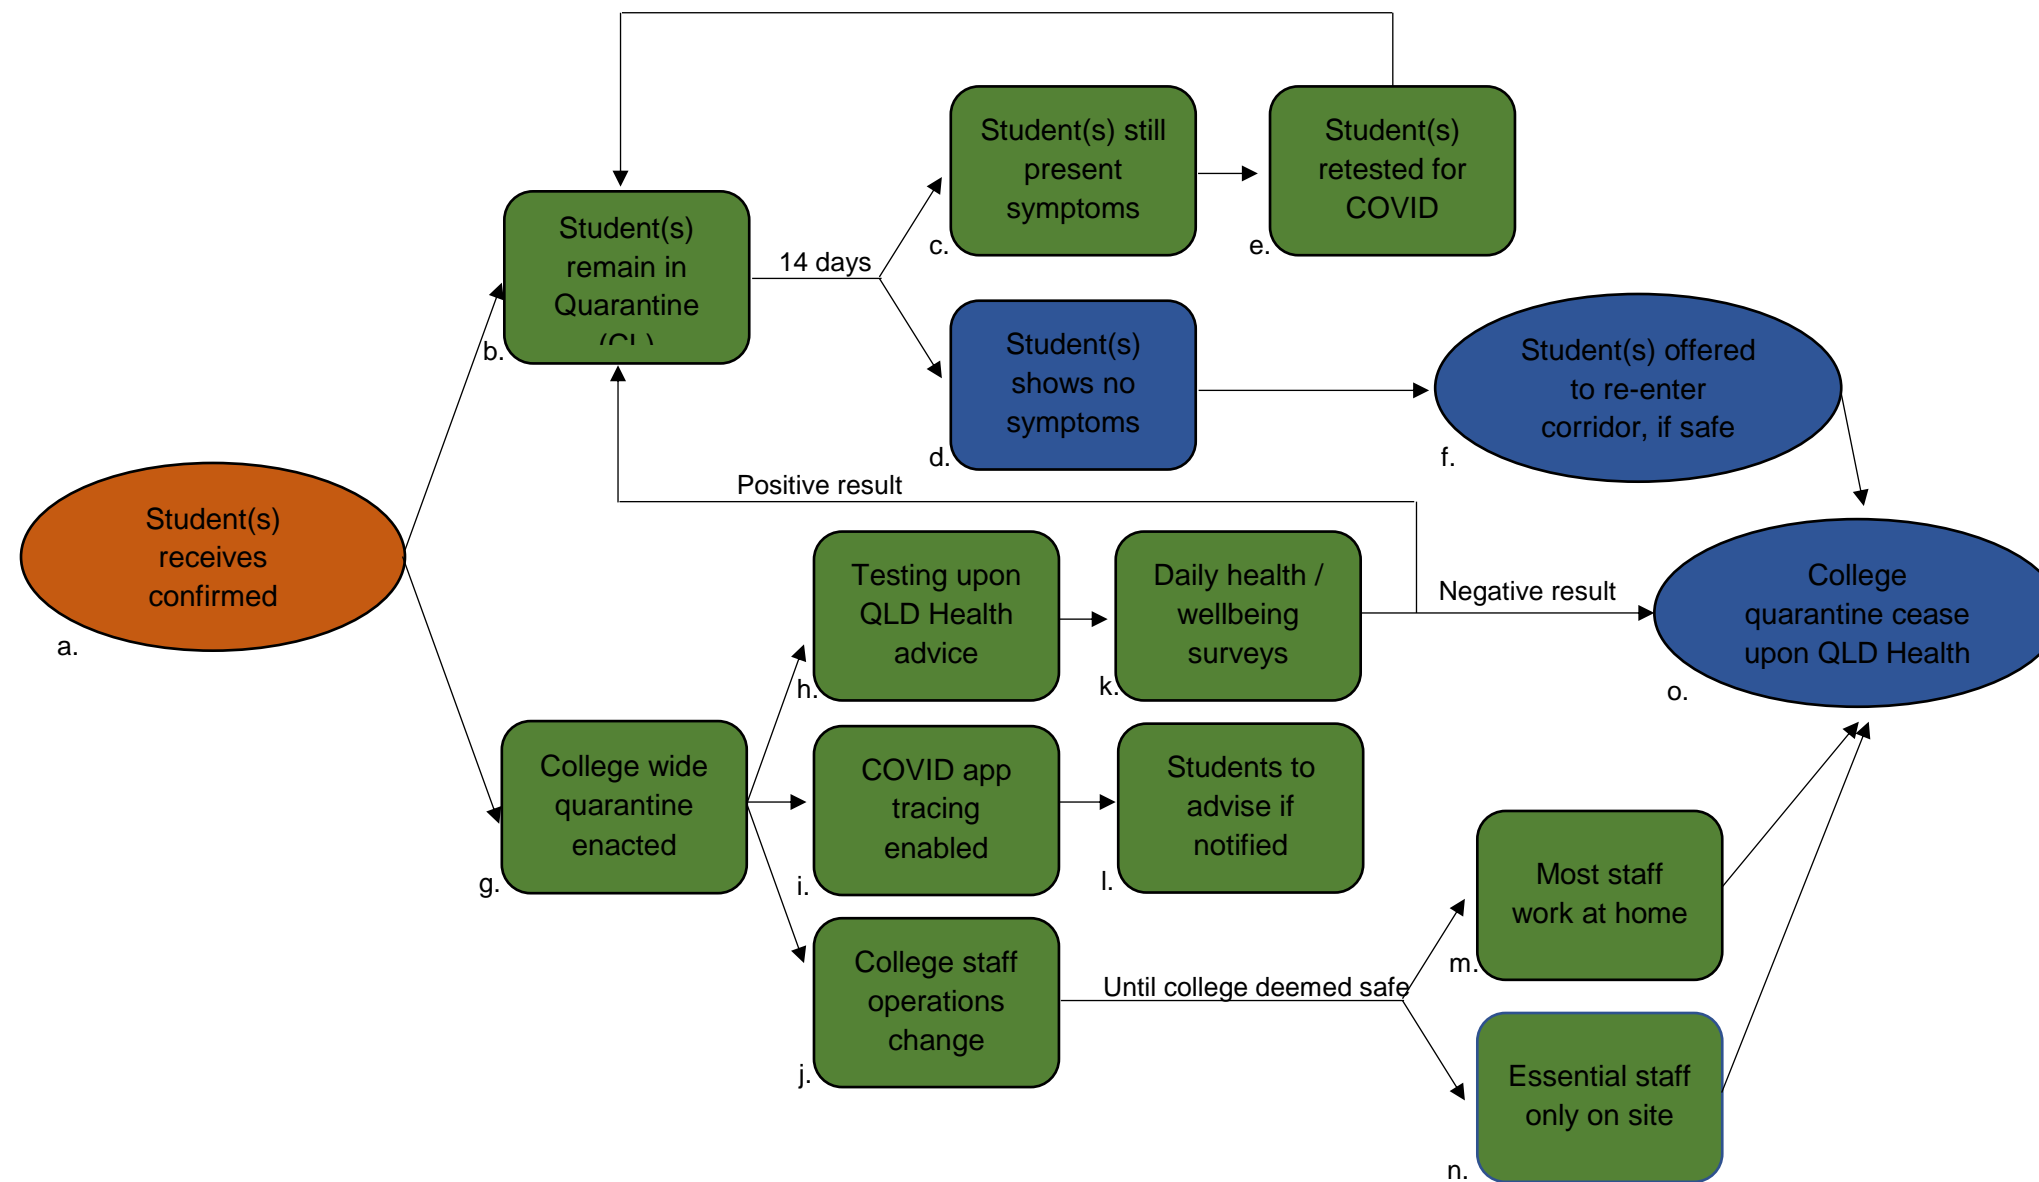 Student(s)
receives
confirmed
a.
Student(s)
remain in
Quarantine
(CL)
b.
14 days
Student(s) still
present
symptoms
c.
Student(s)
retested for
COVID
e.
Student(s)
shows no
symptoms
d.
Student(s) offered
to re-enter
corridor, if safe
f.
Positive result
College wide
quarantine
enacted
g.
Testing upon
QLD Health
advice
h.
Daily health /
wellbeing
surveys
k.
Negative result
College
quarantine cease
upon QLD Health
o.
COVID app
tracing
enabled
i.
Students to
advise if
notified
l.
College staff
operations
change
j.
Until college deemed safe
Most staff
work at home
m.
Essential staff
only on site
n.